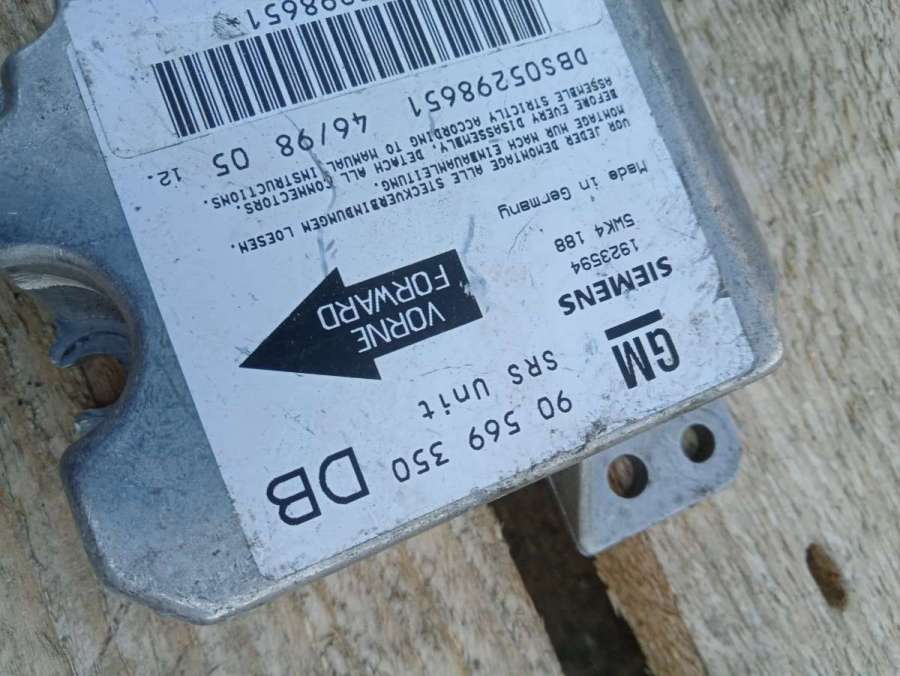 GM
90 569 350 DB
SRS Unit
SIEMENS
1923594
5WK4 188
VORNE
FORWARD
Made in Germany
VOR JEDER DEMONTAGE ALLE STECKVERBINDUNGEN LOESEN.
MONTAGE NUR NACH EINBAUANLEITUNG.
BEFORE EVERY DISASSEMBLY, DETACH ALL CONNECTORS.
ASSEMBLE STRICTLY ACCORDING TO MANUAL INSTRUCTIONS.
DBS05298651 46/98 05 12.
298651